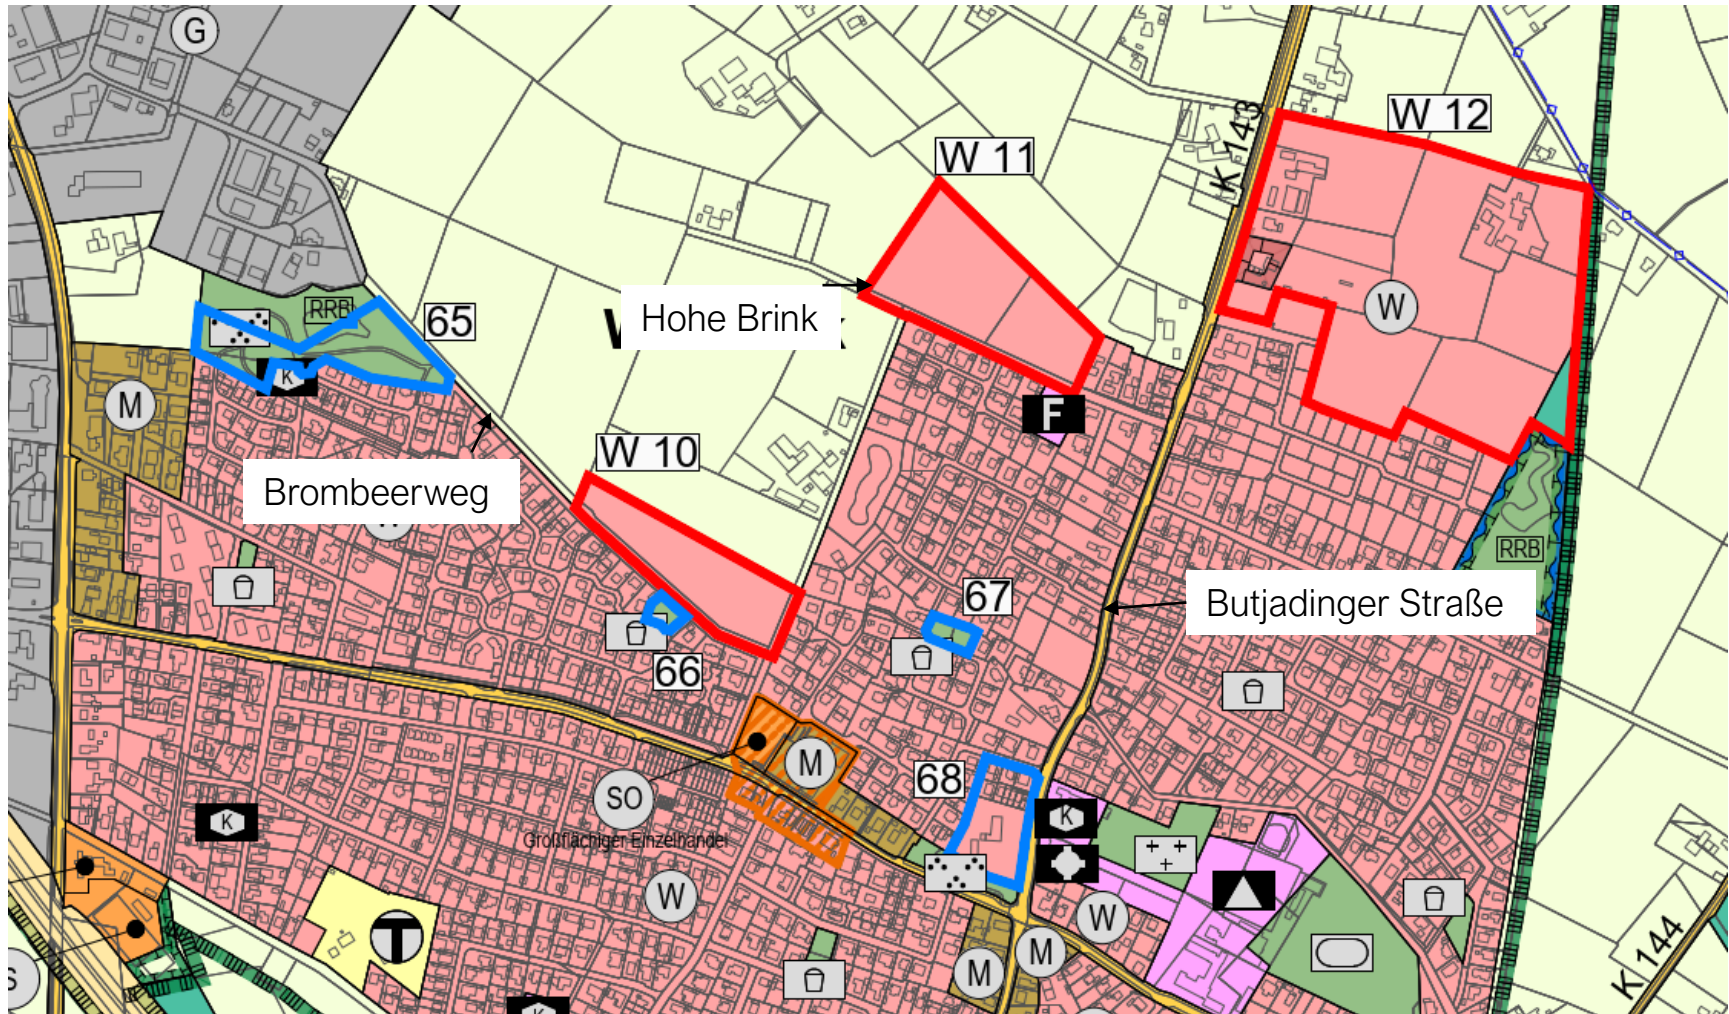 G
W 12
K 143
W 11
RRB
65
Hohe Brink
W
K
M
F
W 10
Brombeerweg
RRB
67
Butjadinger Straße
66
68
M
SO
Großflächiger Einzelhandel
K
K
W
W
T
M
M
K 144
S
K